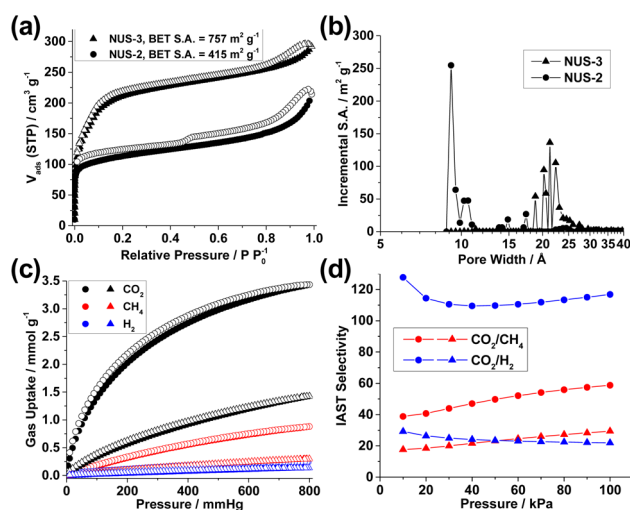 (a)
NUS-3, BET S.A. = 757 m² g⁻¹
NUS-2, BET S.A. = 415 m² g⁻¹
V_ads (STP) / cm³ g⁻¹
300
250
200
150
100
50
0
0.0 0.2 0.4 0.6 0.8 1.0
Relative Pressure / P P₀⁻¹
(b)
NUS-3
NUS-2
Incremental S.A. / m² g⁻¹
300
250
200
150
100
50
0
5 10 15 20 25 30 35 40
Pore Width / Å
(c)
CO₂
CH₄
H₂
Gas Uptake / mmol g⁻¹
3.5
3.0
2.5
2.0
1.5
1.0
0.5
0.0
0 200 400 600 800
Pressure / mmHg
(d)
CO₂/CH₄
CO₂/H₂
IAST Selectivity
120
100
80
60
40
20
0
0 20 40 60 80 100
Pressure / kPa